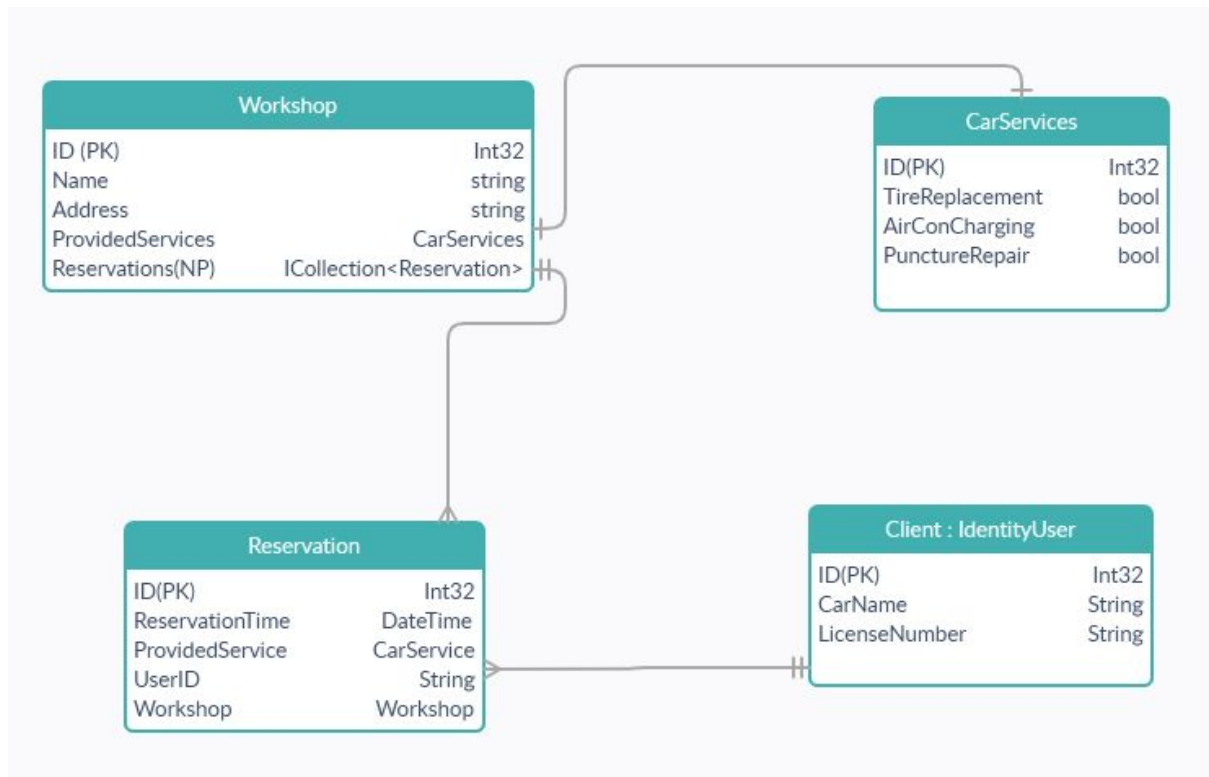 Workshop
ID (PK) Int32
Name string
Address string
ProvidedServices CarServices
Reservations(NP) ICollection<Reservation>
CarServices
ID(PK) Int32
TireReplacement bool
AirConCharging bool
PunctureRepair bool
Reservation
ID(PK) Int32
ReservationTime DateTime
ProvidedService CarService
UserID String
Workshop Workshop
Client : IdentityUser
ID(PK) Int32
CarName String
LicenseNumber String